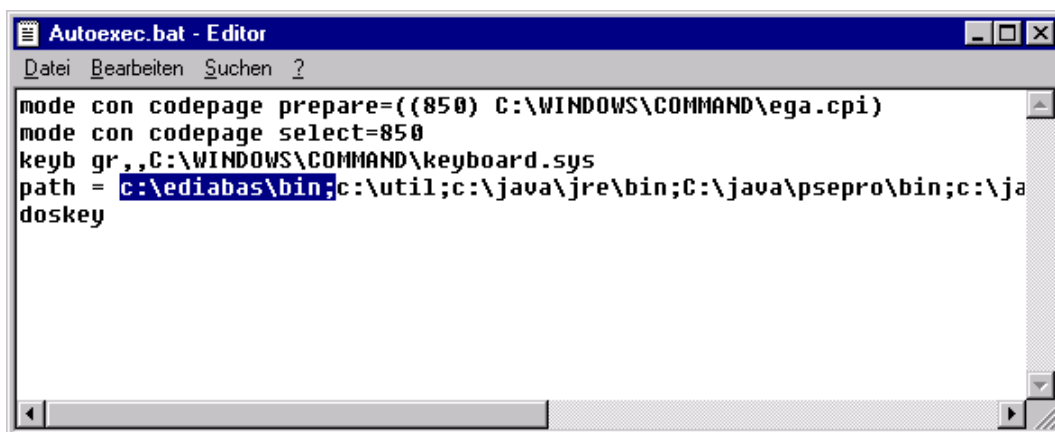 Autoexec.bat - Editor
Datei Bearbeiten Suchen ?
mode con codepage prepare=((850) C:\WINDOWS\COMMAND\ega.cpi)
mode con codepage select=850
keyb gr,,C:\WINDOWS\COMMAND\keyboard.sys
path = c:\ediabas\bin;c:\util;c:\java\jre\bin;C:\java\psepro\bin;c:\ja
doskey